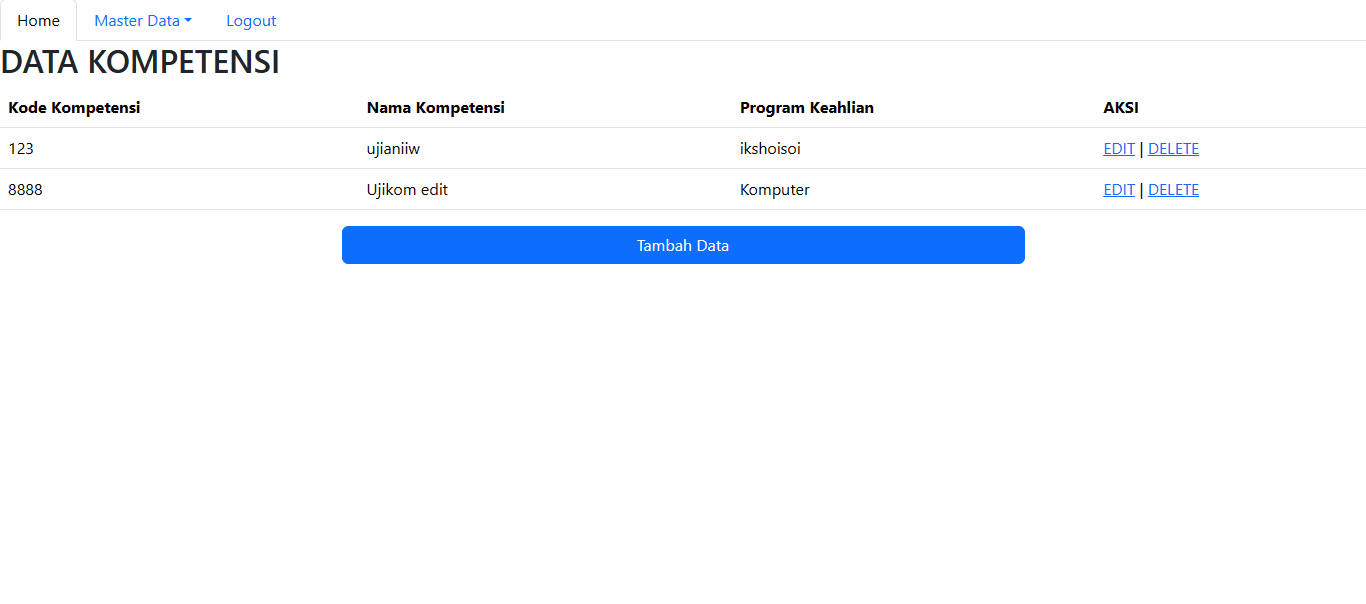 Home Master Data Logout
DATA KOMPETENSI
Kode Kompetensi Nama Kompetensi Program Keahlian AKSI
123 ujianiiw ikshoisoi EDIT | DELETE
8888 Ujikom edit Komputer EDIT | DELETE
Tambah Data